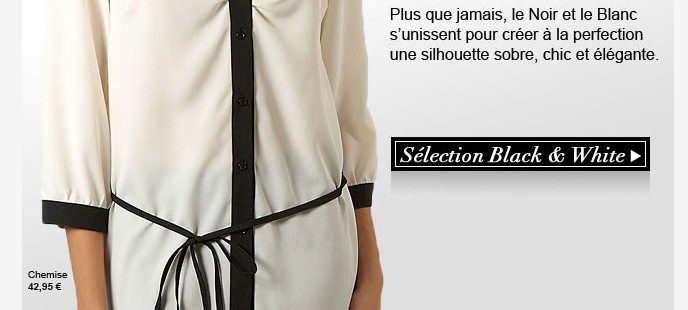 Plus que jamais, le Noir et le Blanc
s'unissent pour créer à la perfection
une silhouette sobre, chic et élégante.
Sélection Black & White
Chemise
42,95 €